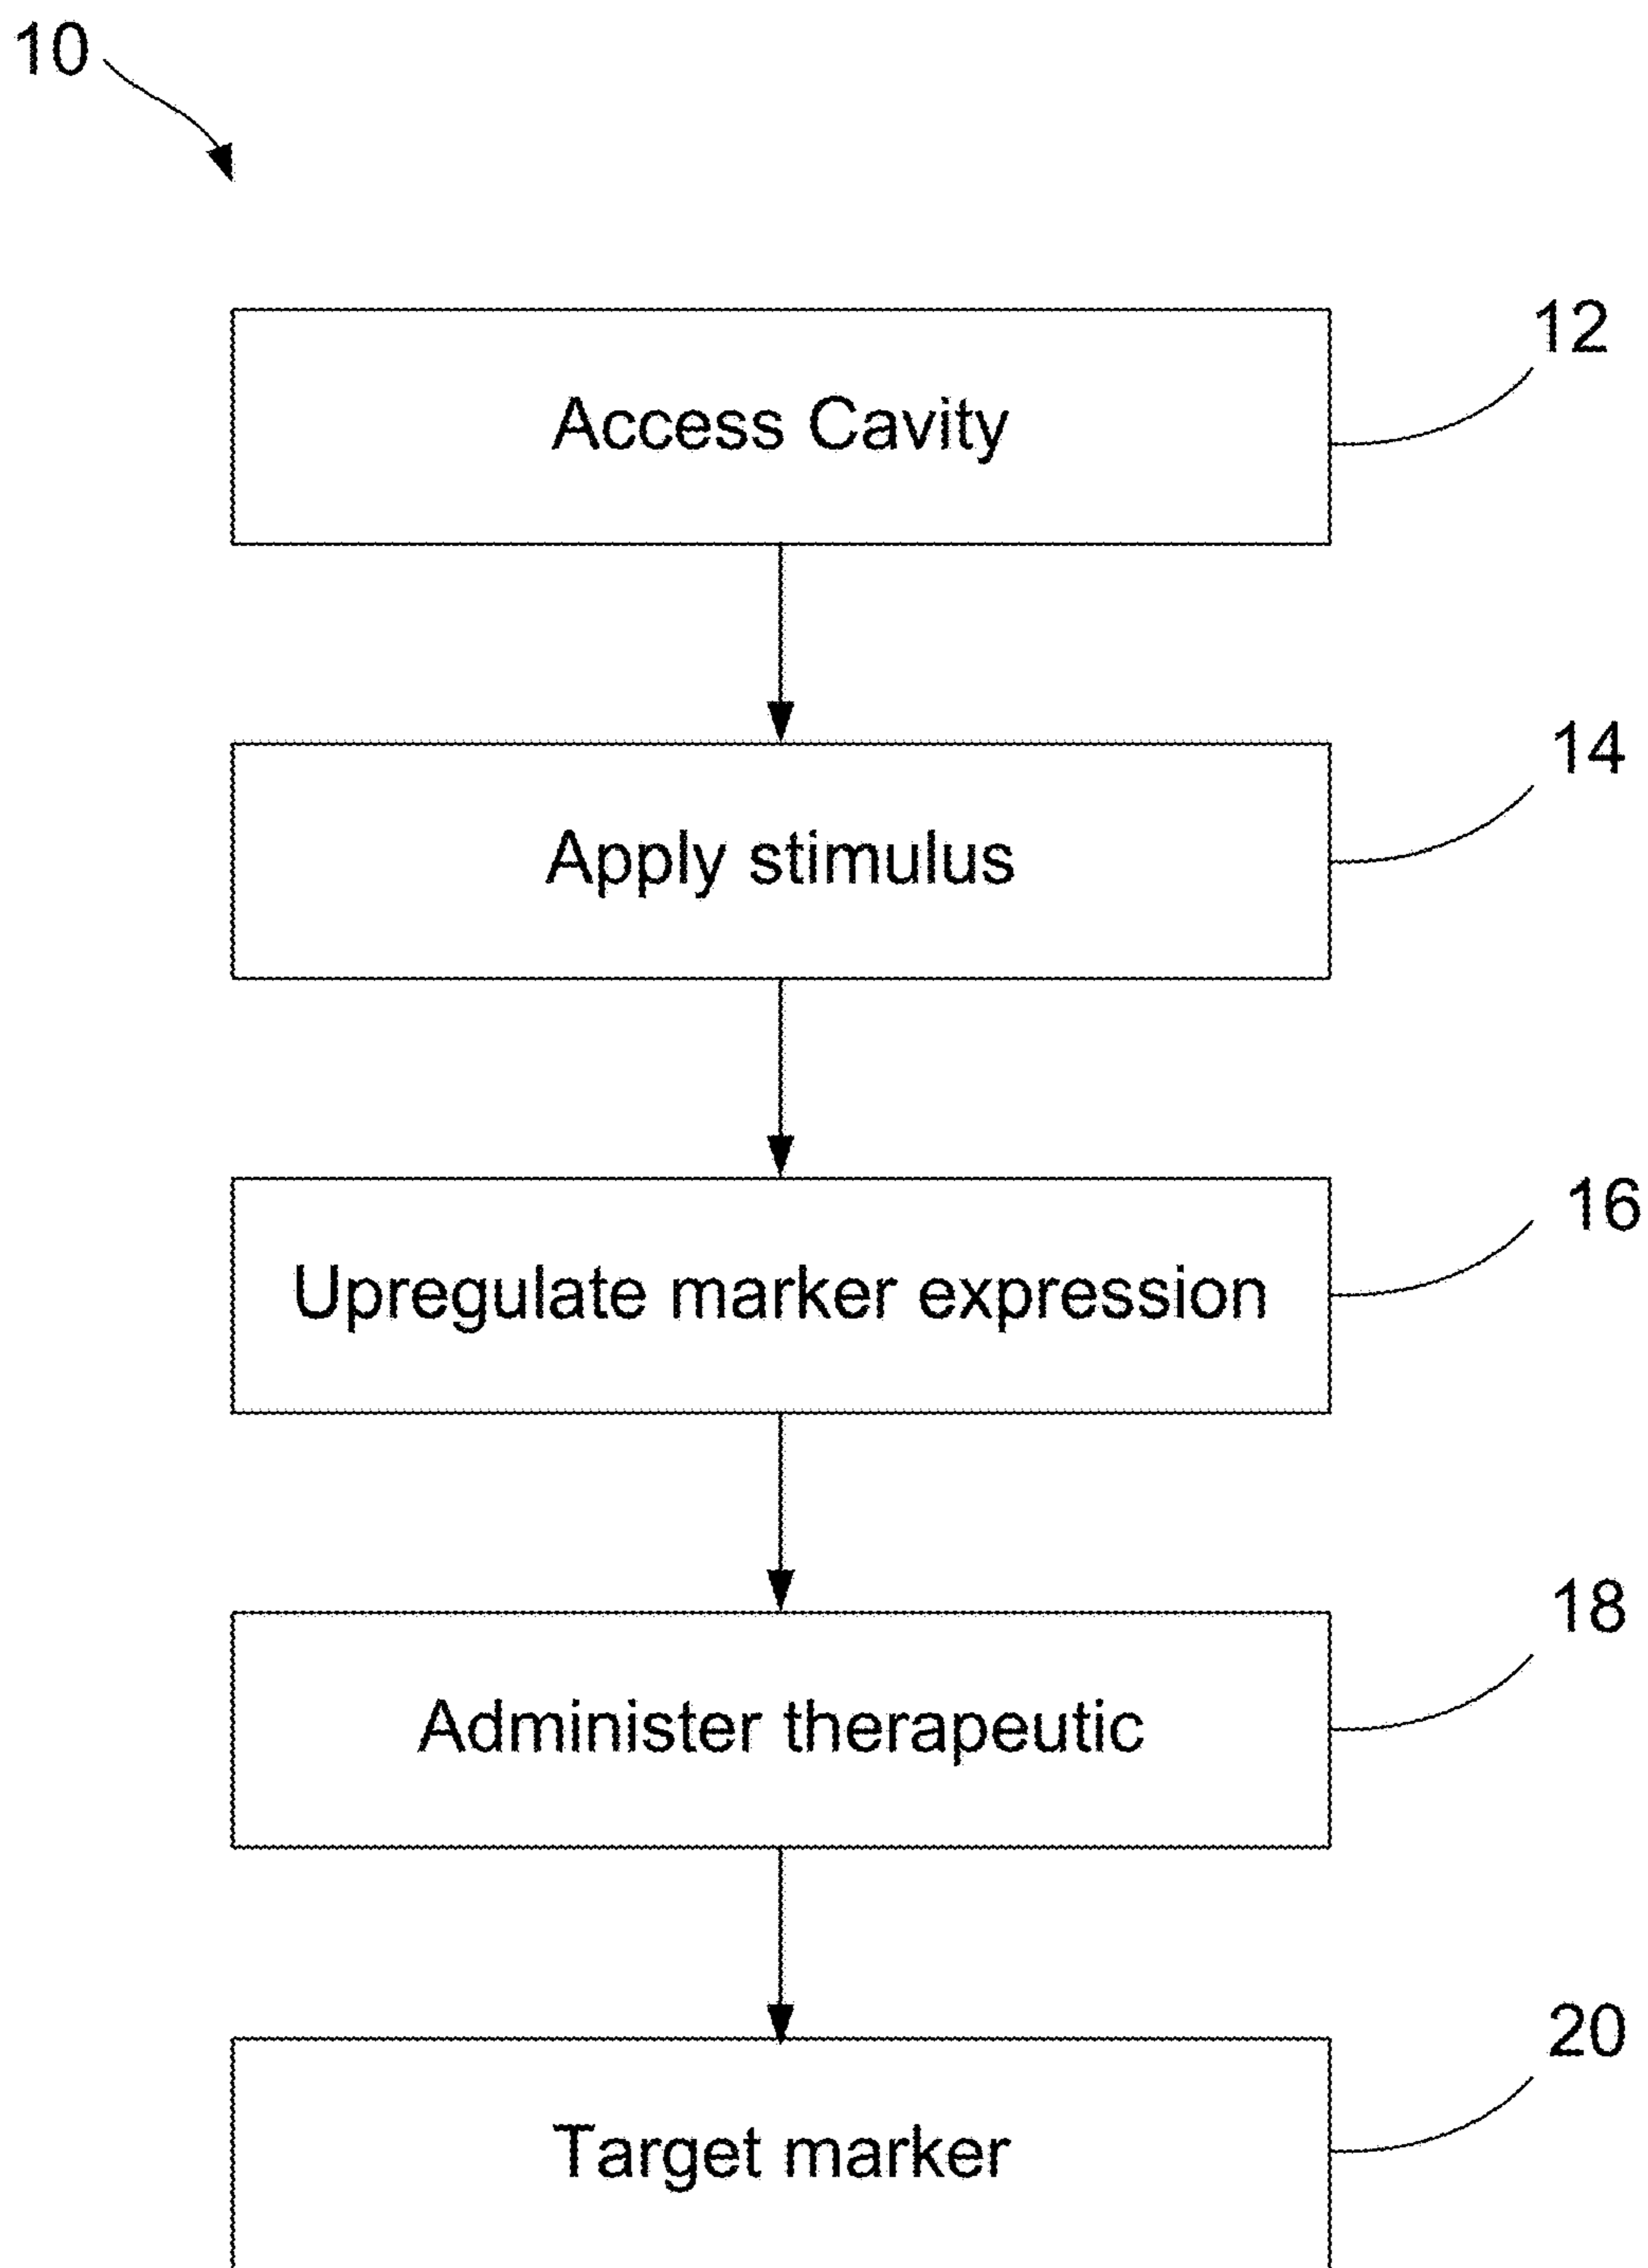 10
12
Access Cavity
14
Apply stimulus
16
Upregulate marker expression
18
Administer therapeutic
20
Target marker